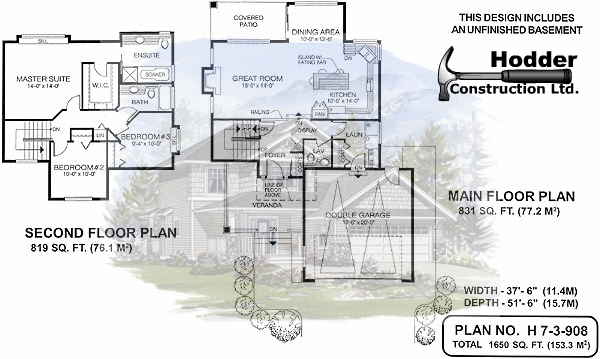 THIS DESIGN INCLUDES
AN UNFINISHED BASEMENT
Hodder
Construction Ltd.
COVERED
PATIO
DINING AREA
10'-0" x 12'-6"
ENSUITE
SOAKER
MASTER SUITE
14'-0" x 14'-0"
W.I.C.
BATH
DN
LIN
BEDROOM #3
9'-4" x 10'-0"
BEDROOM #2
10'-0" x 10'-0"
ISLAND W/
EATING BAR
GREAT ROOM
18'-0" x 14'-0"
KITCHEN
12'-6" x 14'-0"
PAN
RAILING
DN
DISPLAY
LAUN
UP
FOYER
LAV
LINE OF
FLOOR
ABOVE
VERANDA
DOUBLE GARAGE
19'-0" x 20'-0"
SECOND FLOOR PLAN
819 SQ. FT. (76.1 M²)
MAIN FLOOR PLAN
831 SQ. FT. (77.2 M²)
WIDTH - 37'- 6" (11.4M)
DEPTH - 51'- 6" (15.7M)
PLAN NO. H 7-3-908
TOTAL 1650 SQ. FT. (153.3 M²)